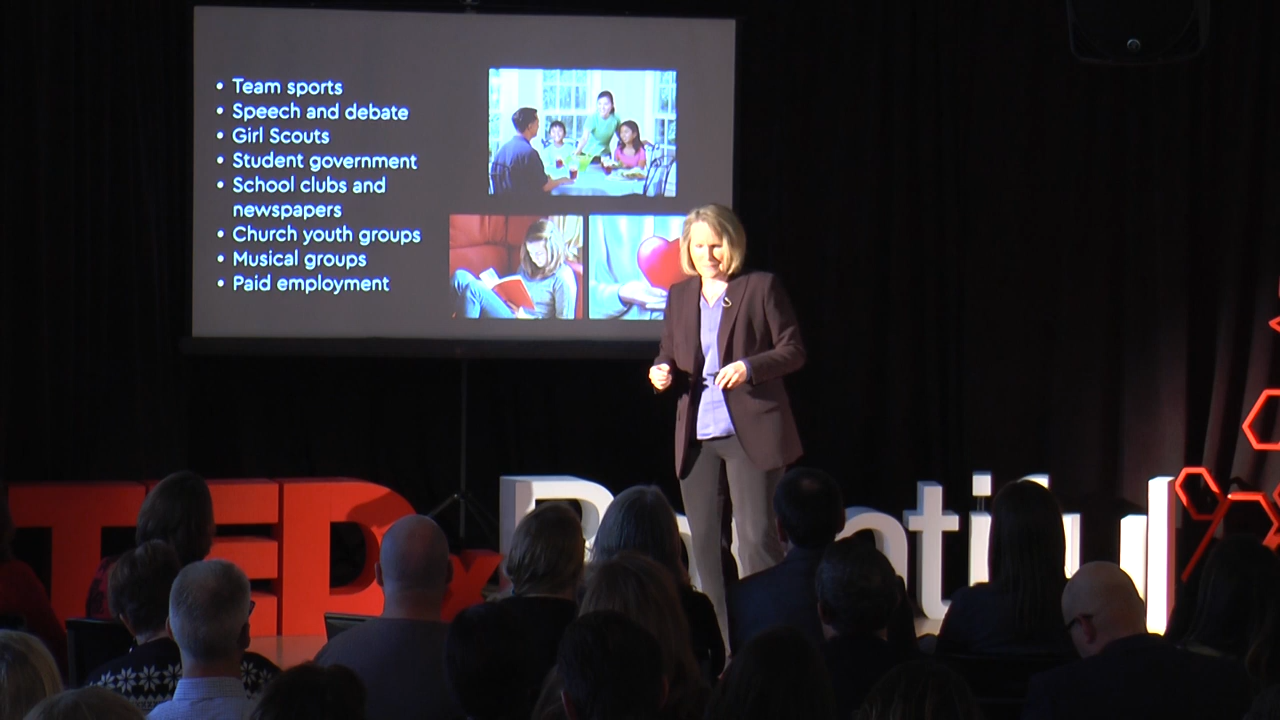 • Team sports
• Speech and debate
• Girl Scouts
• Student government
• School clubs and
newspapers
• Church youth groups
• Musical groups
• Paid employment
TEDx